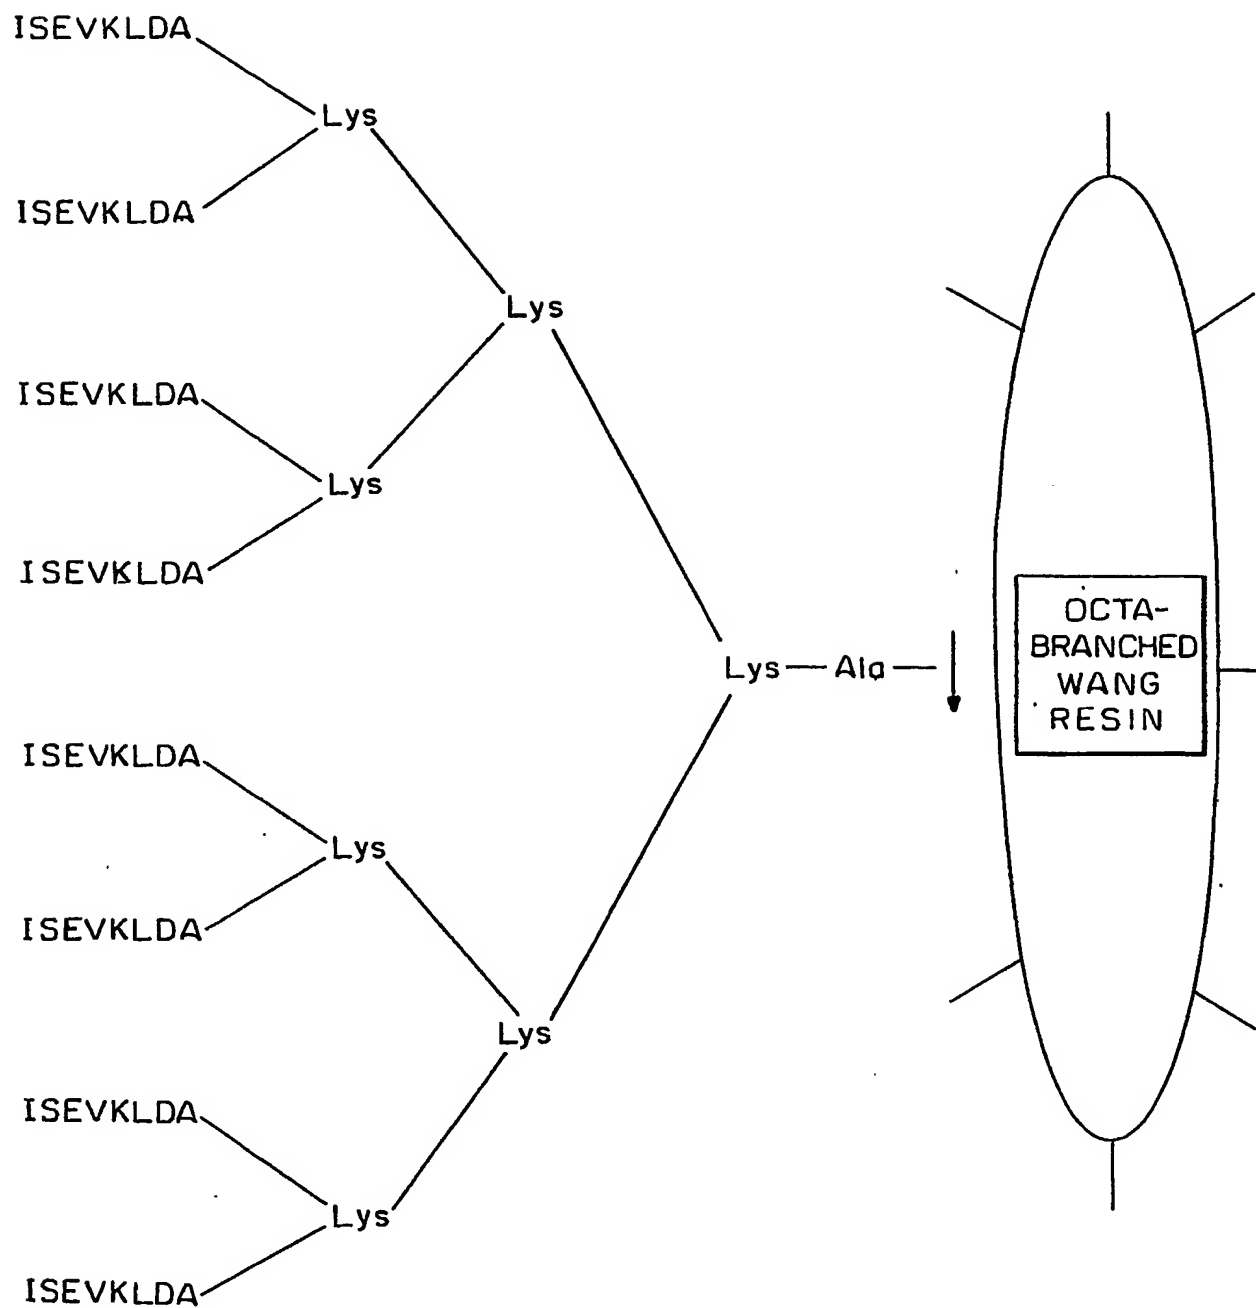 ISEVKLDA
Lys
ISEVKLDA
Lys
ISEVKLDA
Lys
ISEVKLDA
Lys — Ala —
OCTA-
BRANCHED
WANG
RESIN
ISEVKLDA
Lys
ISEVKLDA
Lys
ISEVKLDA
Lys
ISEVKLDA